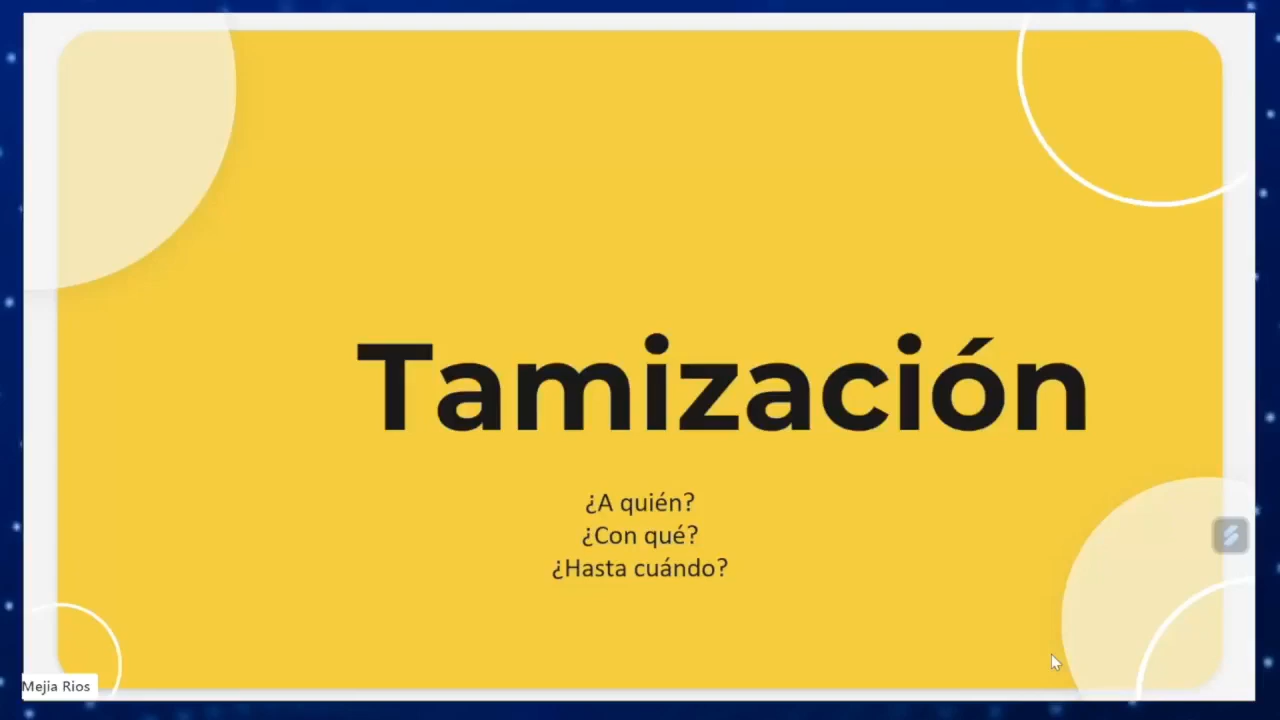 Tamización
¿A quién?
¿Con qué?
¿Hasta cuándo?
Mejia Rios